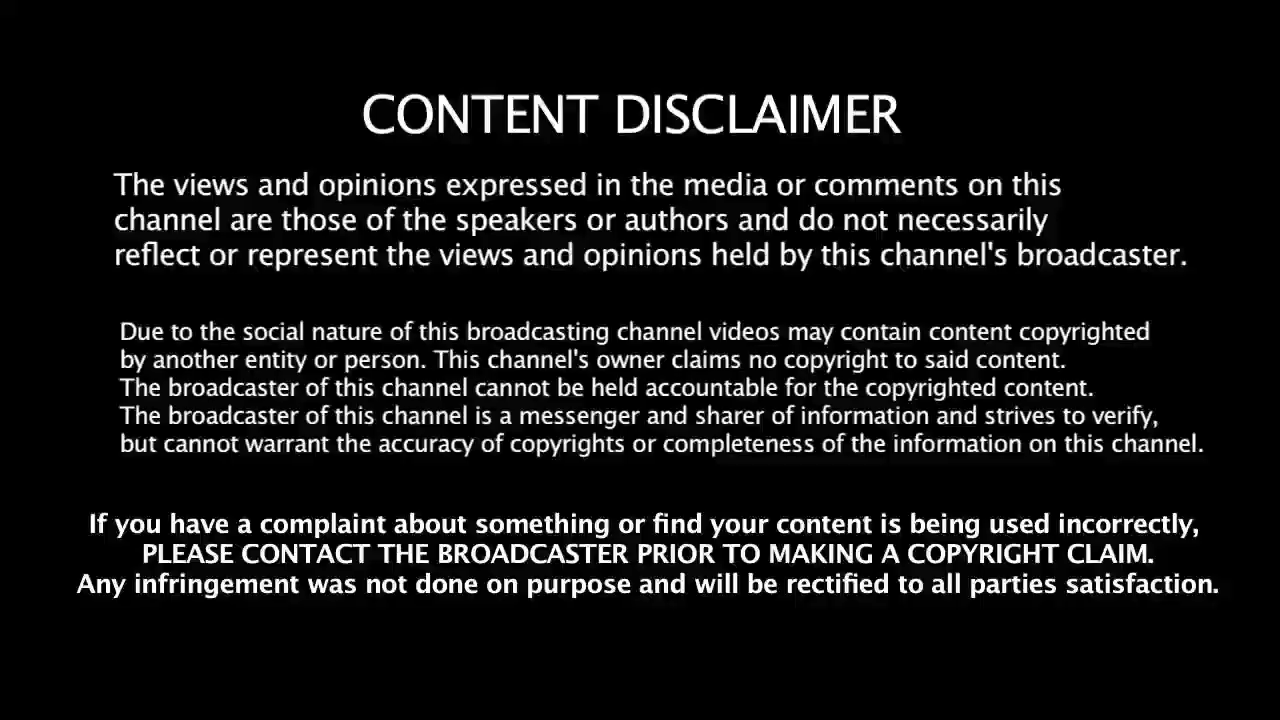 CONTENT DISCLAIMER
The views and opinions expressed in the media or comments on this
channel are those of the speakers or authors and do not necessarily
reflect or represent the views and opinions held by this channel's broadcaster.
Due to the social nature of this broadcasting channel videos may contain content copyrighted
by another entity or person. This channel's owner claims no copyright to said content.
The broadcaster of this channel cannot be held accountable for the copyrighted content.
The broadcaster of this channel is a messenger and sharer of information and strives to verify,
but cannot warrant the accuracy of copyrights or completeness of the information on this channel.
If you have a complaint about something or find your content is being used incorrectly,
PLEASE CONTACT THE BROADCASTER PRIOR TO MAKING A COPYRIGHT CLAIM.
Any infringement was not done on purpose and will be rectified to all parties satisfaction.